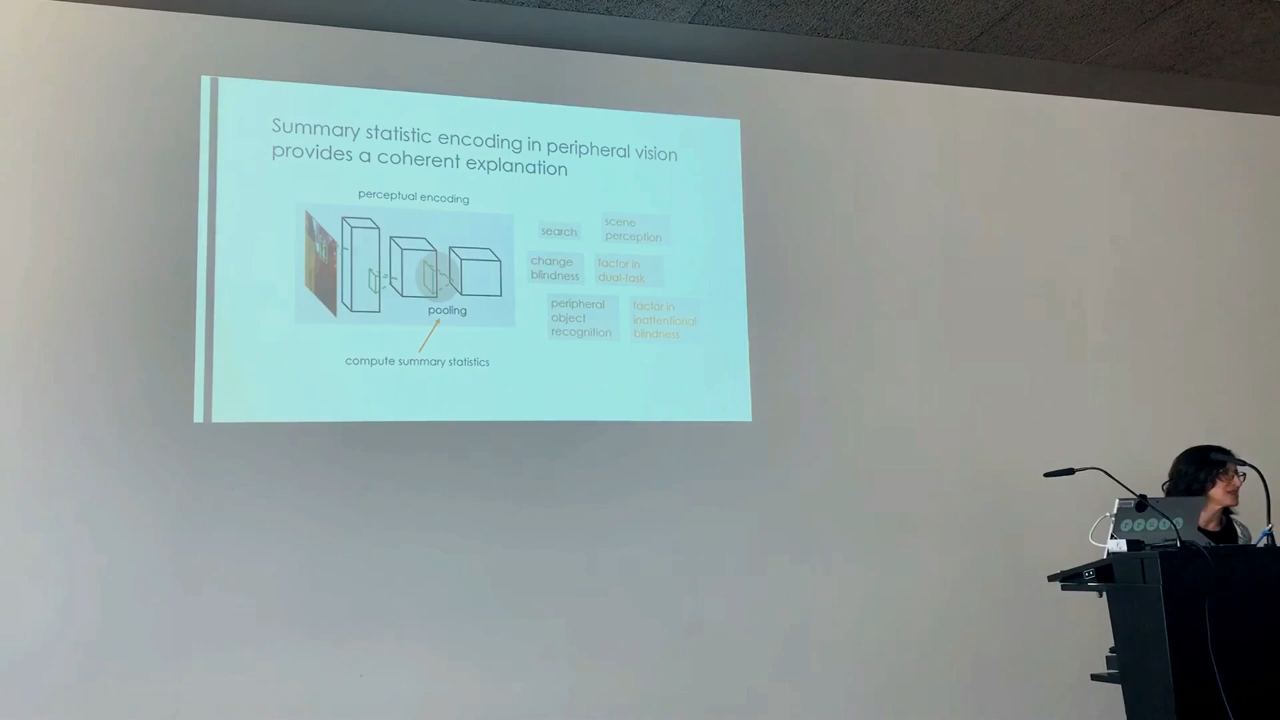 Summary statistic encoding in peripheral vision
provides a coherent explanation
perceptual encoding
pooling
compute summary statistics
search
scene
perception
change
blindness
factor in
dual-task
peripheral
object
recognition
factor in
inattentional
blindness